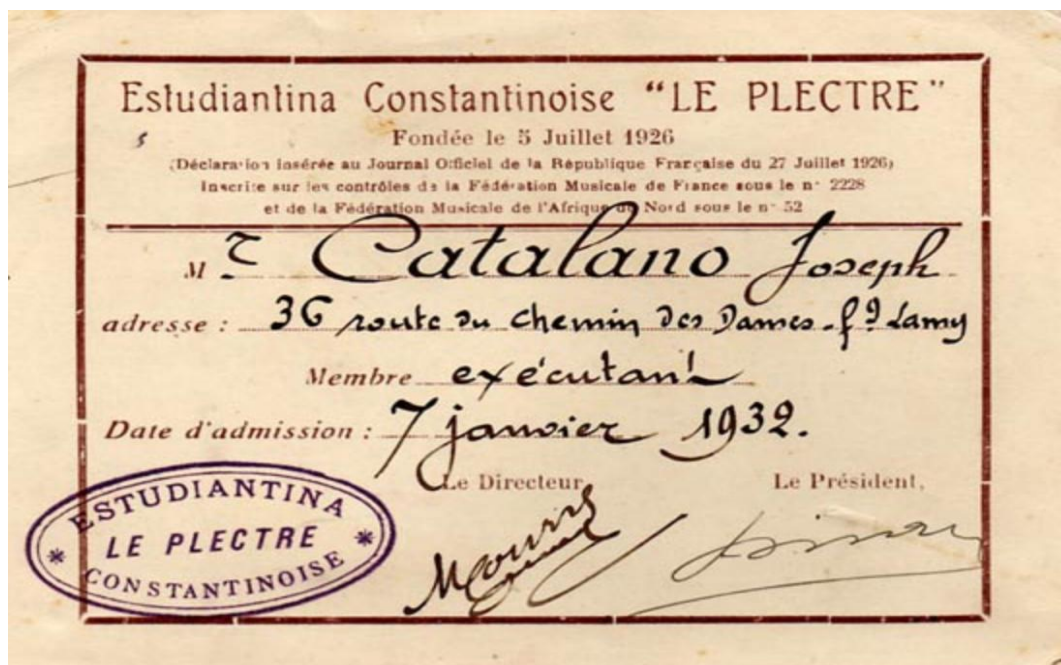 Estudiantina Constantinoise "LE PLECTRE"
Fondée le 5 Juillet 1926
(Déclaration insérée au Journal Officiel de la République Française du 27 Juillet 1926)
Inscrite sur les contrôles de la Fédération Musicale de France sous le n° 2228
et de la Fédération Musicale de l'Afrique du Nord sous le n° 52
M r Catalano Joseph
adresse : 36 route du chemin des Dames - fg Lamy
Membre exécutant
Date d'admission : 7 janvier 1932.
Le Directeur Le Président,
ESTUDIANTINA
LE PLECTRE
CONSTANTINOISE